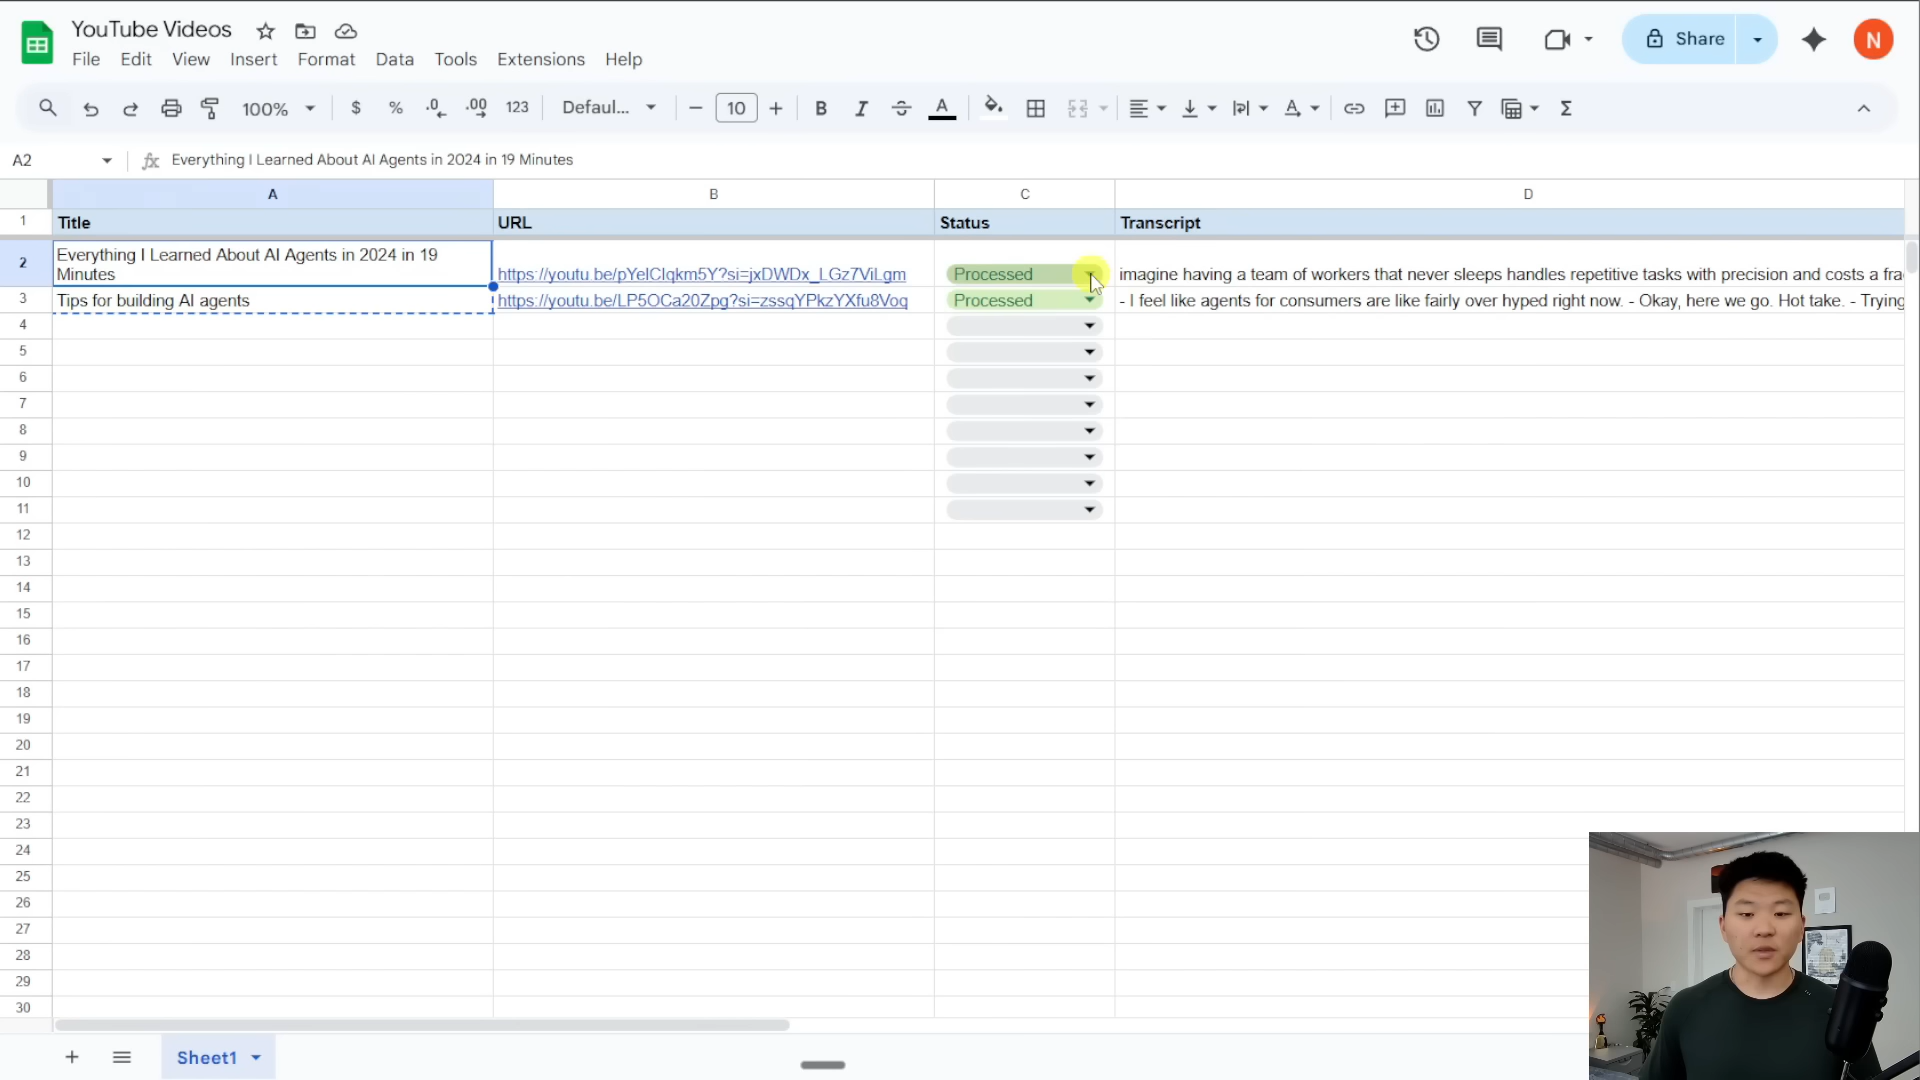 YouTube Videos
File Edit View Insert Format Data Tools Extensions Help
Share
N
100% $ % .0 .00 123 Defaul... 10 B I A
A2 fx Everything I Learned About AI Agents in 2024 in 19 Minutes
A B C D
1 Title URL Status Transcript
2 Everything I Learned About AI Agents in 2024 in 19
Minutes https://youtu.be/pYeIClqkm5Y?si=jxDWDx_LGz7ViLgm Processed imagine having a team of workers that never sleeps handles repetitive tasks with precision and costs a fra
3 Tips for building AI agents https://youtu.be/LP5OCa20Zpg?si=zssqYPkzYXfu8Voq Processed - I feel like agents for consumers are like fairly over hyped right now. - Okay, here we go. Hot take. - Trying
4
5
6
7
8
9
10
11
12
13
14
15
16
17
18
19
20
21
22
23
24
25
26
27
28
29
30
Sheet1